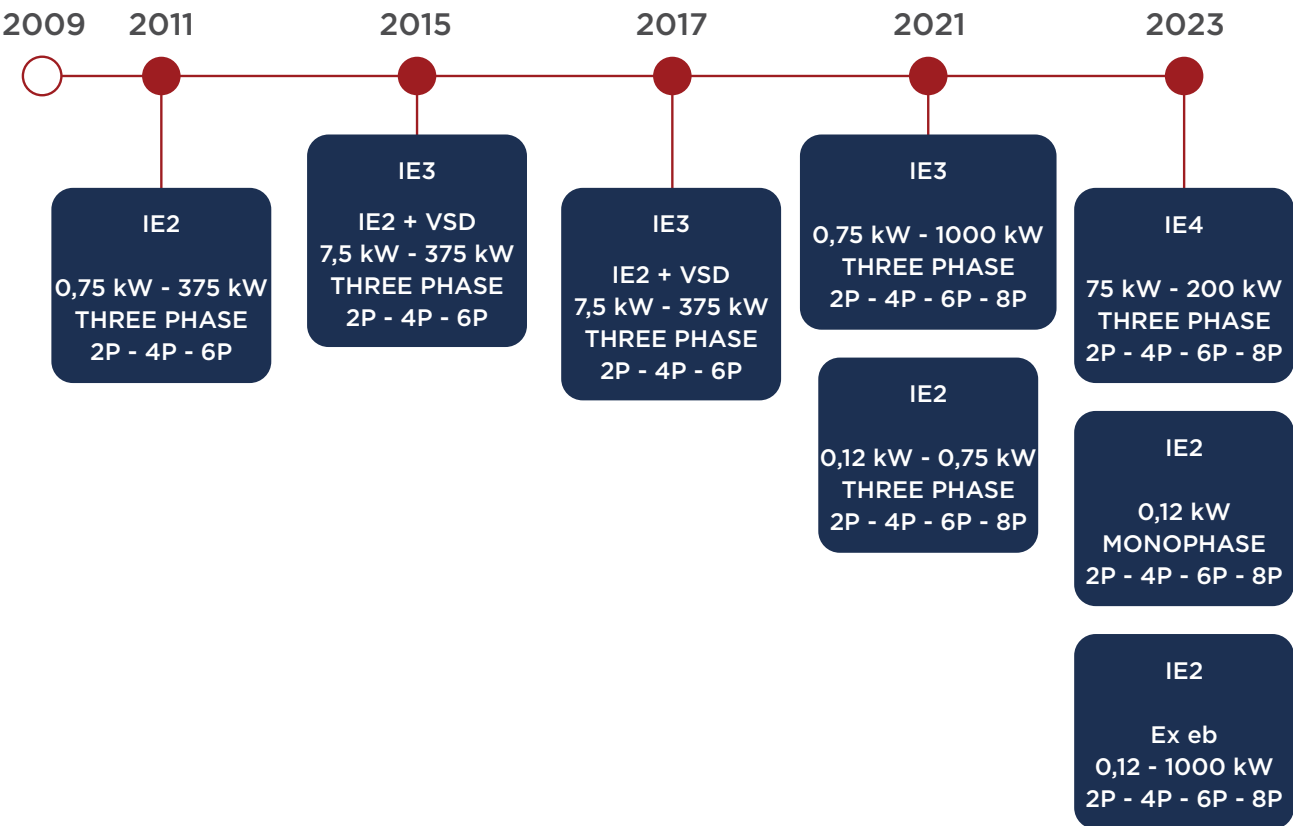 2009
2011
2015
2017
2021
2023
IE2
0,75 kW - 375 kW
THREE PHASE
2P - 4P - 6P
IE3
IE2 + VSD
7,5 kW - 375 kW
THREE PHASE
2P - 4P - 6P
IE3
IE2 + VSD
7,5 kW - 375 kW
THREE PHASE
2P - 4P - 6P
IE3
0,75 kW - 1000 kW
THREE PHASE
2P - 4P - 6P - 8P
IE2
0,12 kW - 0,75 kW
THREE PHASE
2P - 4P - 6P - 8P
IE4
75 kW - 200 kW
THREE PHASE
2P - 4P - 6P - 8P
IE2
0,12 kW
MONOPHASE
2P - 4P - 6P - 8P
IE2
Ex eb
0,12 - 1000 kW
2P - 4P - 6P - 8P